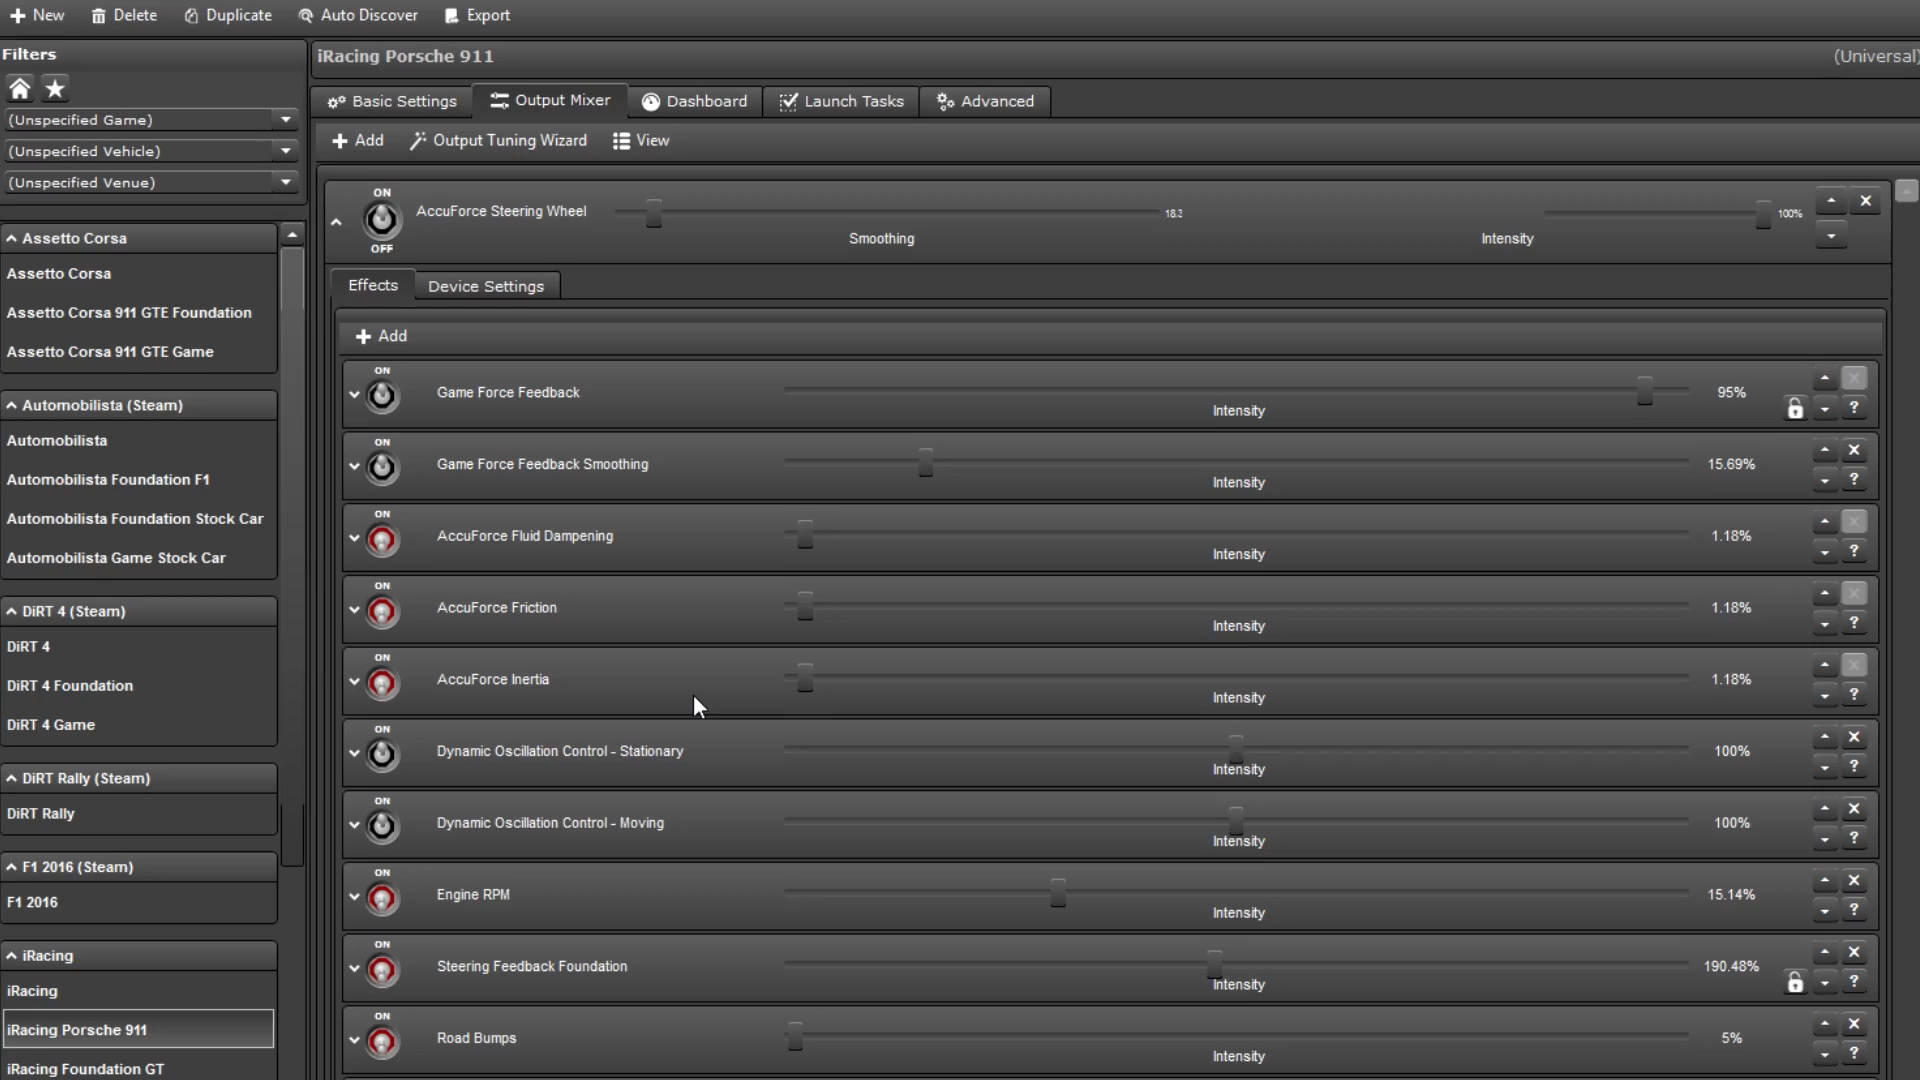 New Delete Duplicate Auto Discover Export
Filters
iRacing Porsche 911 (Universal)
(Unspecified Game)
(Unspecified Vehicle)
(Unspecified Venue)
Basic Settings Output Mixer Dashboard Launch Tasks Advanced
Add Output Tuning Wizard View
ON
OFF
AccuForce Steering Wheel 18.3 100%
Smoothing Intensity
Effects Device Settings
Add
ON
Game Force Feedback 95%
Intensity
?
ON
Game Force Feedback Smoothing 15.69%
Intensity
?
ON
AccuForce Fluid Dampening 1.18%
Intensity
?
ON
AccuForce Friction 1.18%
Intensity
?
ON
AccuForce Inertia 1.18%
Intensity
?
ON
Dynamic Oscillation Control - Stationary 100%
Intensity
?
ON
Dynamic Oscillation Control - Moving 100%
Intensity
?
ON
Engine RPM 15.14%
Intensity
?
ON
Steering Feedback Foundation 190.48%
Intensity
?
ON
Road Bumps 5%
Intensity
?
Assetto Corsa
Assetto Corsa
Assetto Corsa 911 GTE Foundation
Assetto Corsa 911 GTE Game
Automobilista (Steam)
Automobilista
Automobilista Foundation F1
Automobilista Foundation Stock Car
Automobilista Game Stock Car
DiRT 4 (Steam)
DiRT 4
DiRT 4 Foundation
DiRT 4 Game
DiRT Rally (Steam)
DiRT Rally
F1 2016 (Steam)
F1 2016
iRacing
iRacing
iRacing Porsche 911
iRacing Foundation GT